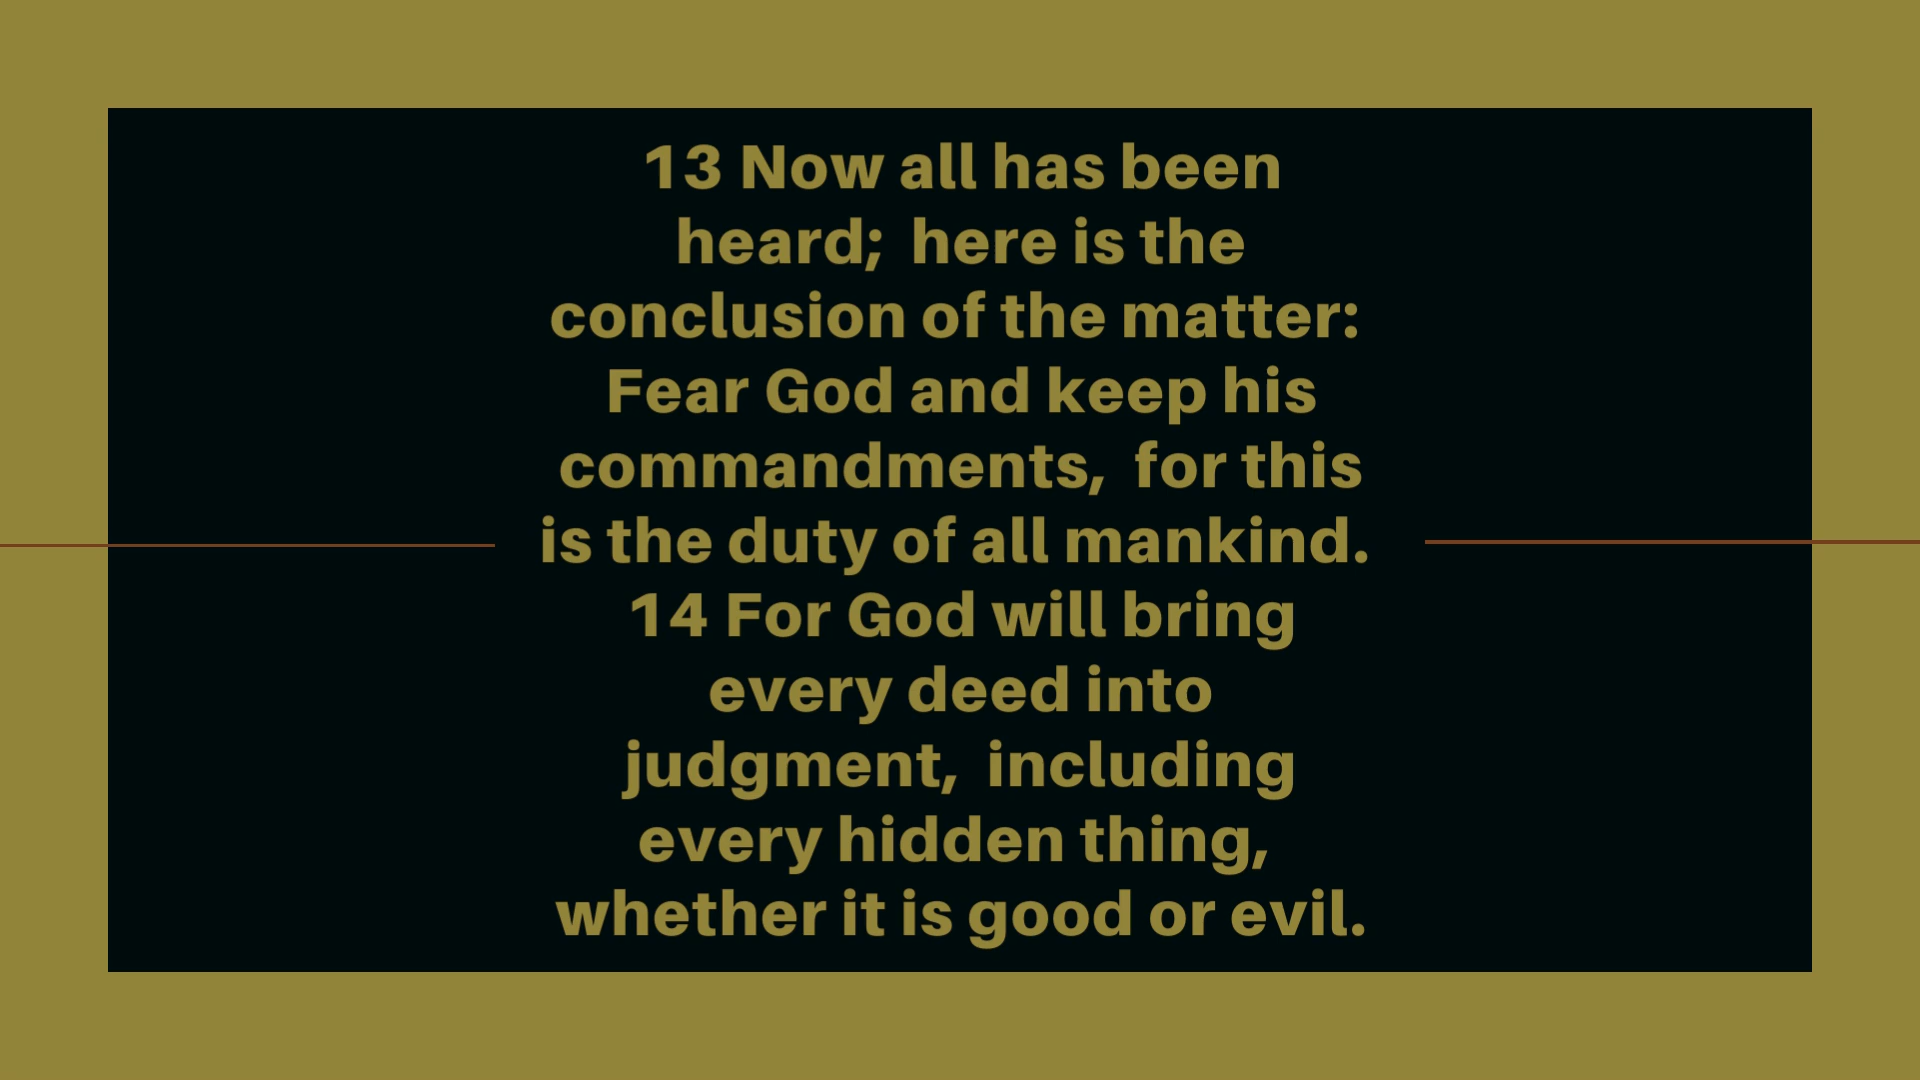 13 Now all has been
heard;  here is the
conclusion of the matter:
Fear God and keep his
commandments,  for this
is the duty of all mankind.
14 For God will bring
every deed into
judgment,  including
every hidden thing,
whether it is good or evil.